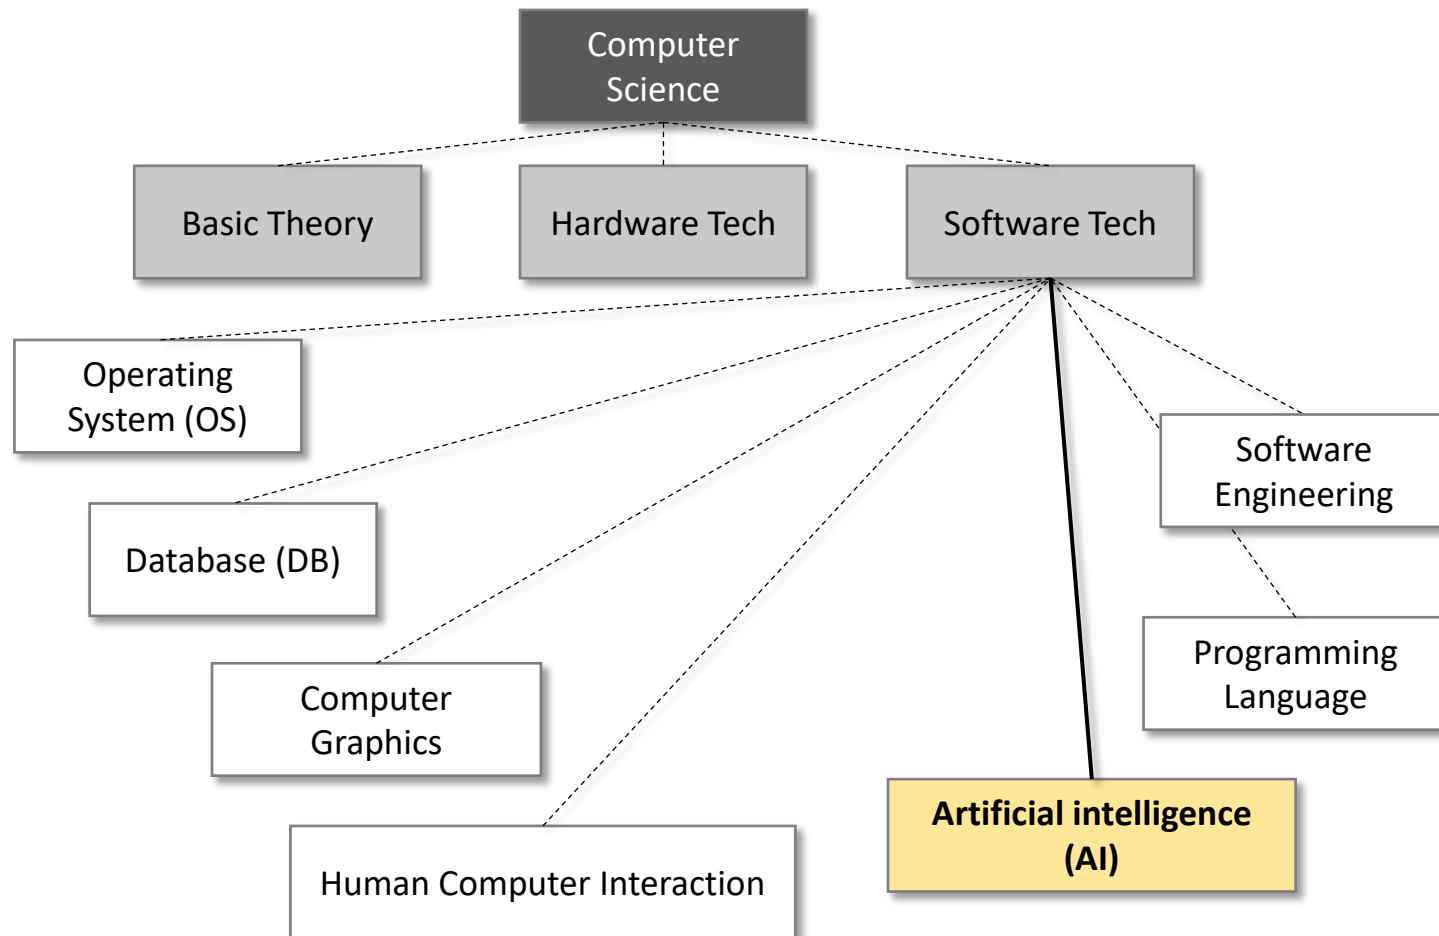 Computer
Science
Basic Theory
Hardware Tech
Software Tech
Operating
System (OS)
Software
Engineering
Database (DB)
Programming
Language
Computer
Graphics
Artificial intelligence
(AI)
Human Computer Interaction